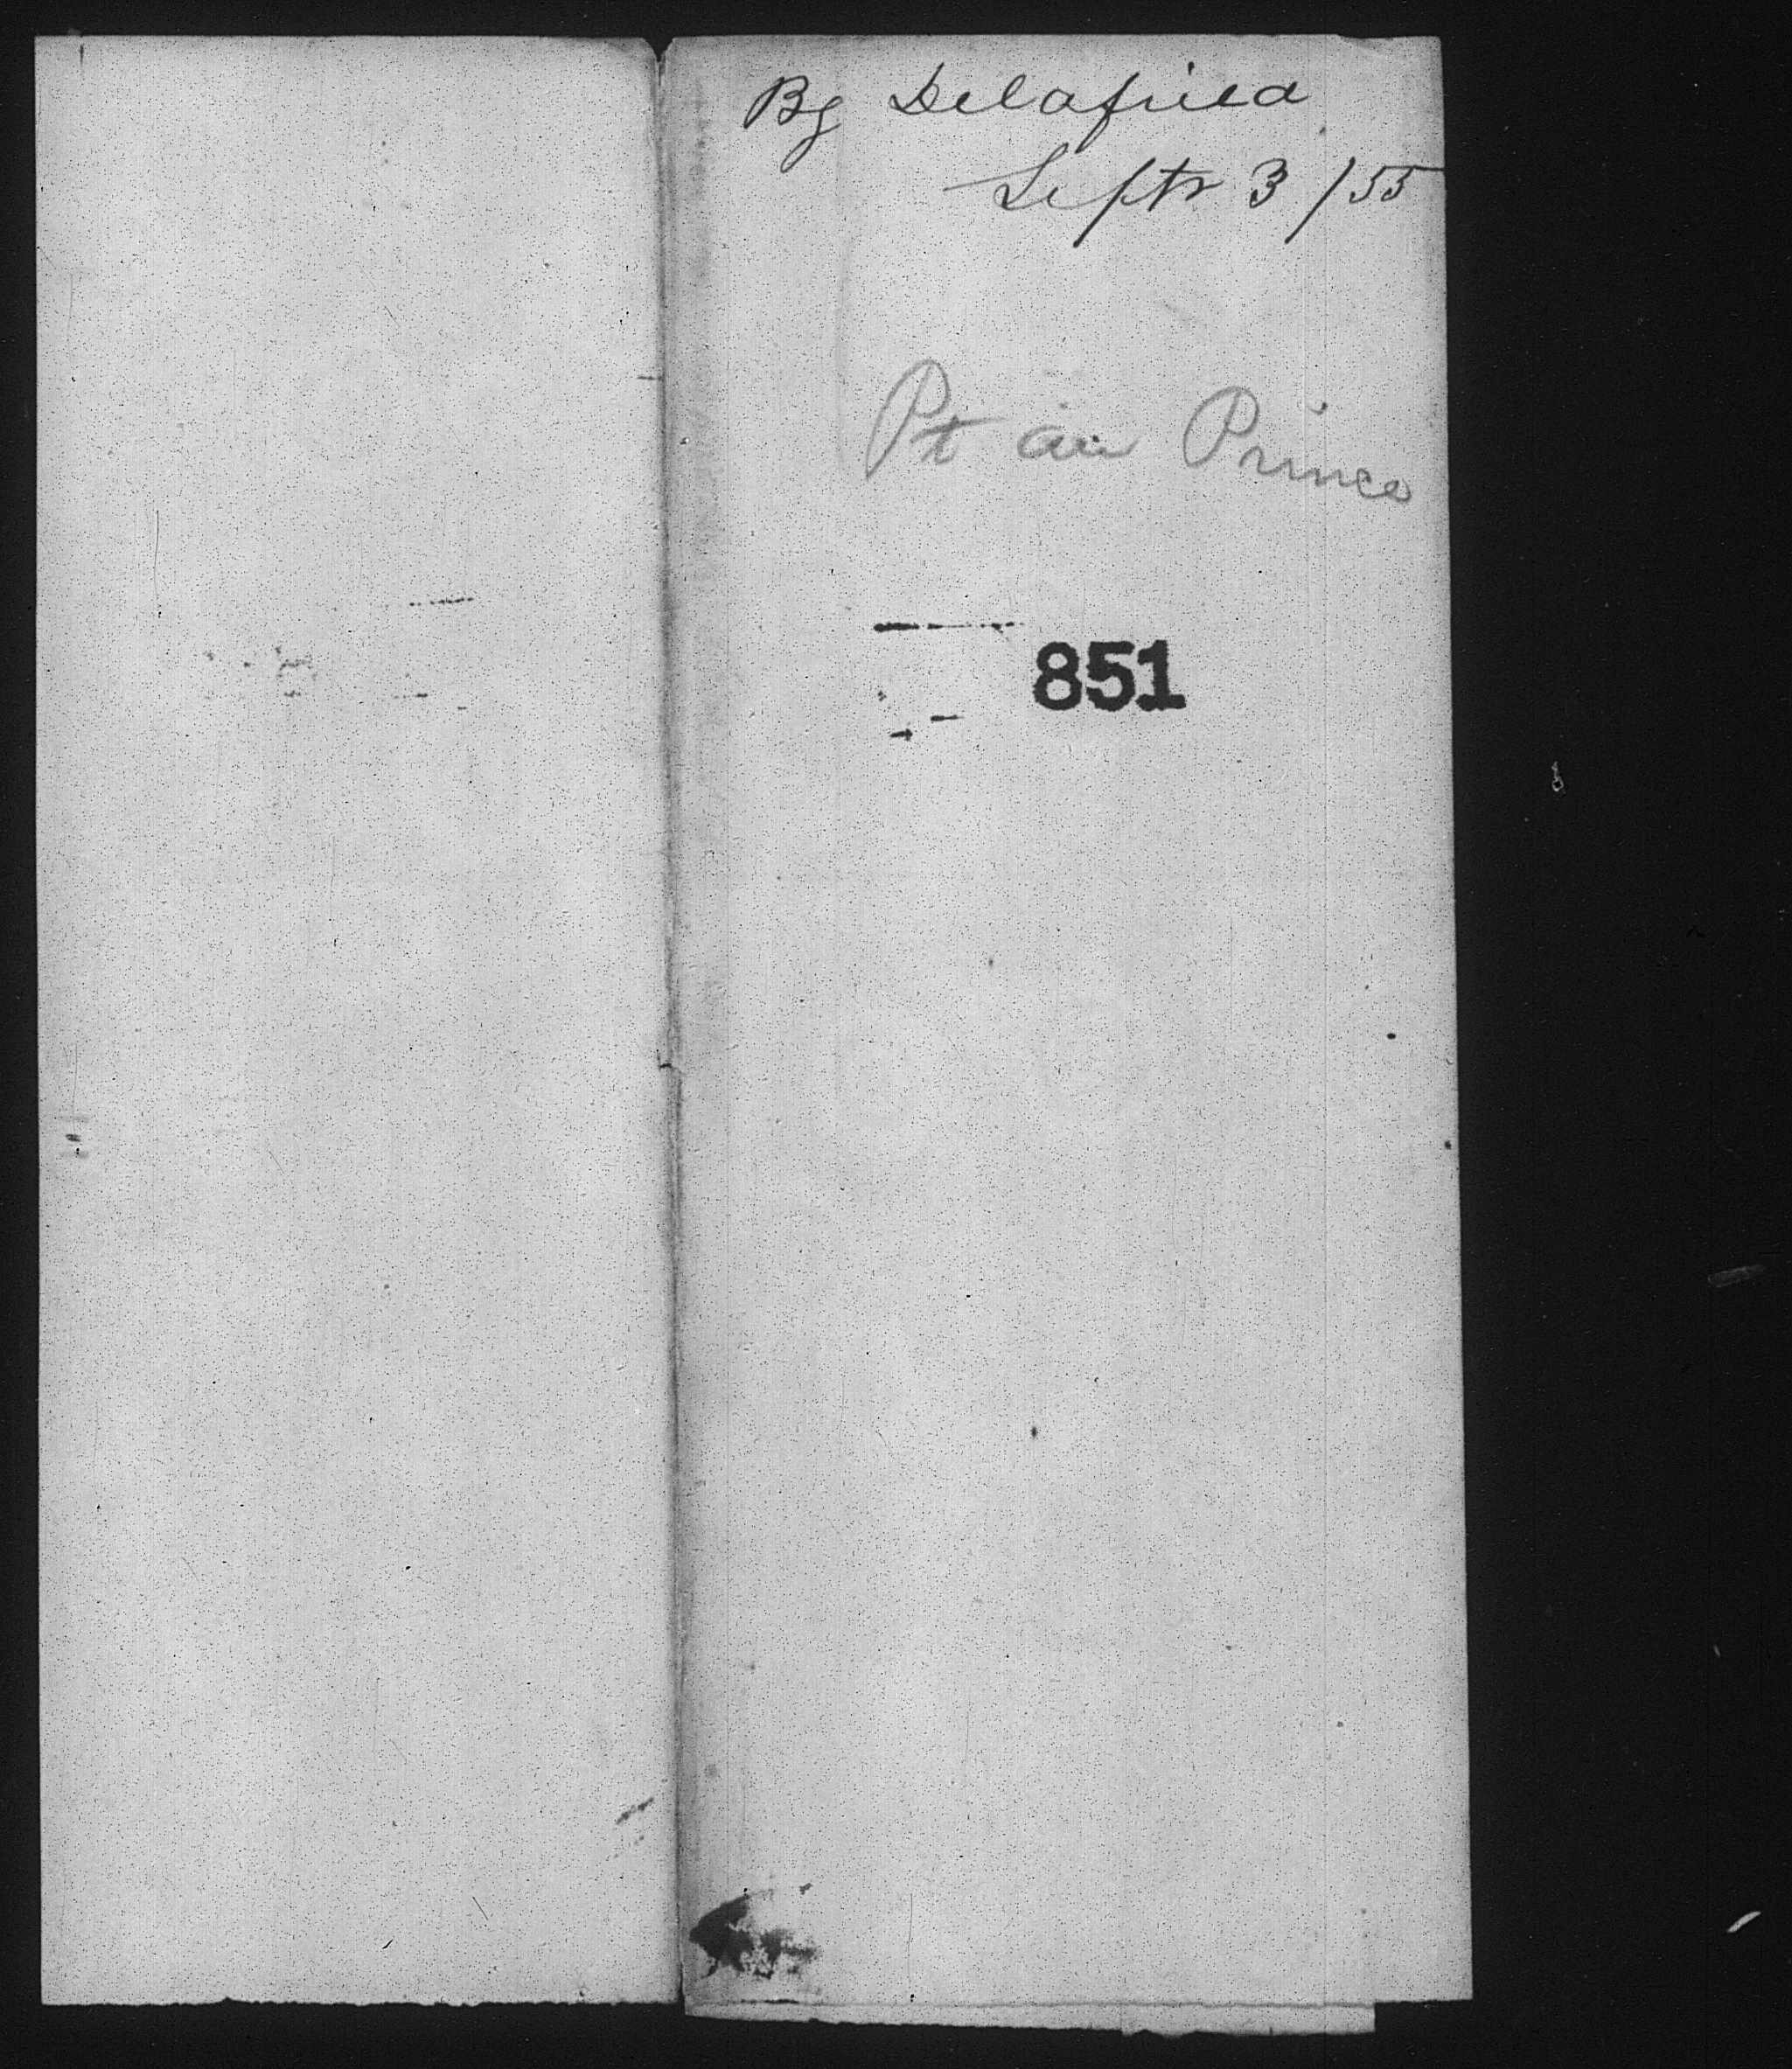 Bg Delafield
Septr 3 / 55
Pt au Prince
851